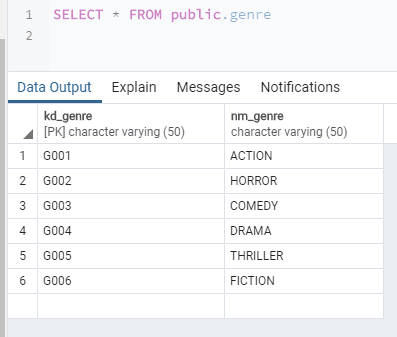 1 SELECT * FROM public.genre
2
Data Output Explain Messages Notifications
kd_genre nm_genre
[PK] character varying (50) character varying (50)
1 G001 ACTION
2 G002 HORROR
3 G003 COMEDY
4 G004 DRAMA
5 G005 THRILLER
6 G006 FICTION